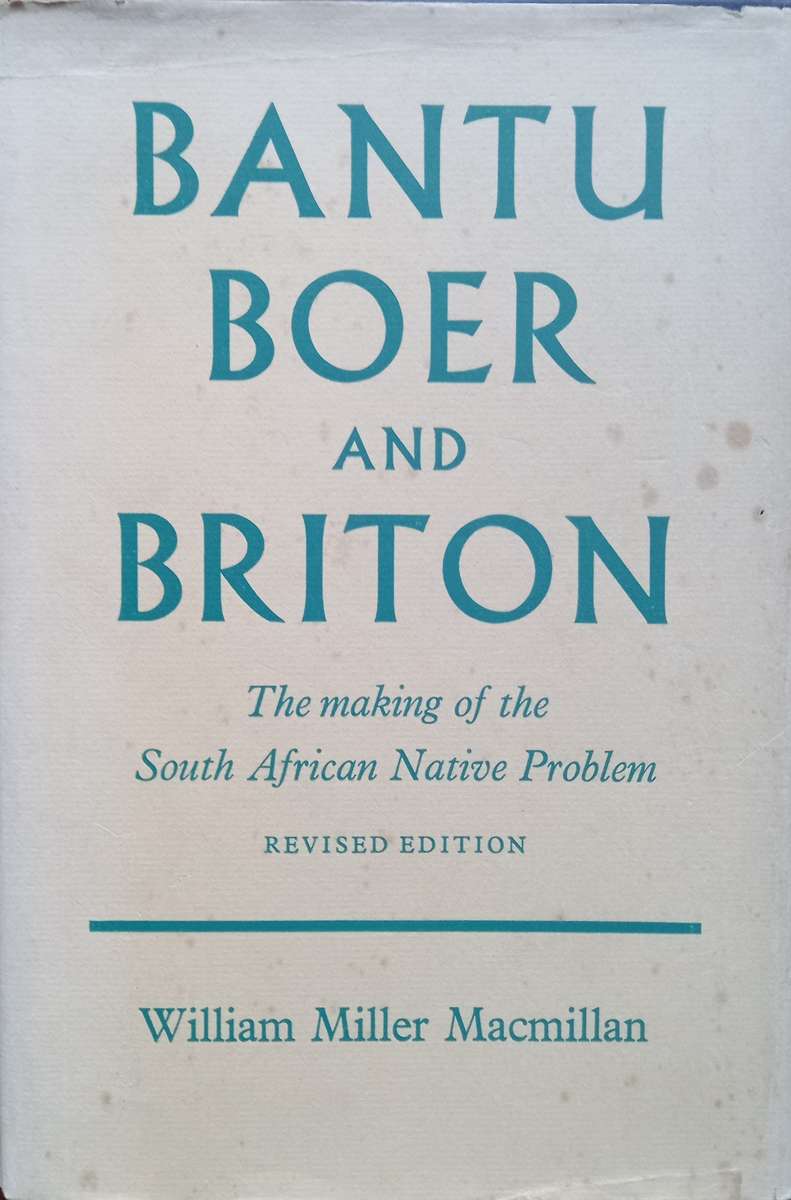 BANTU
BOER
AND
BRITON
The making of the
South African Native Problem
REVISED EDITION
William Miller Macmillan